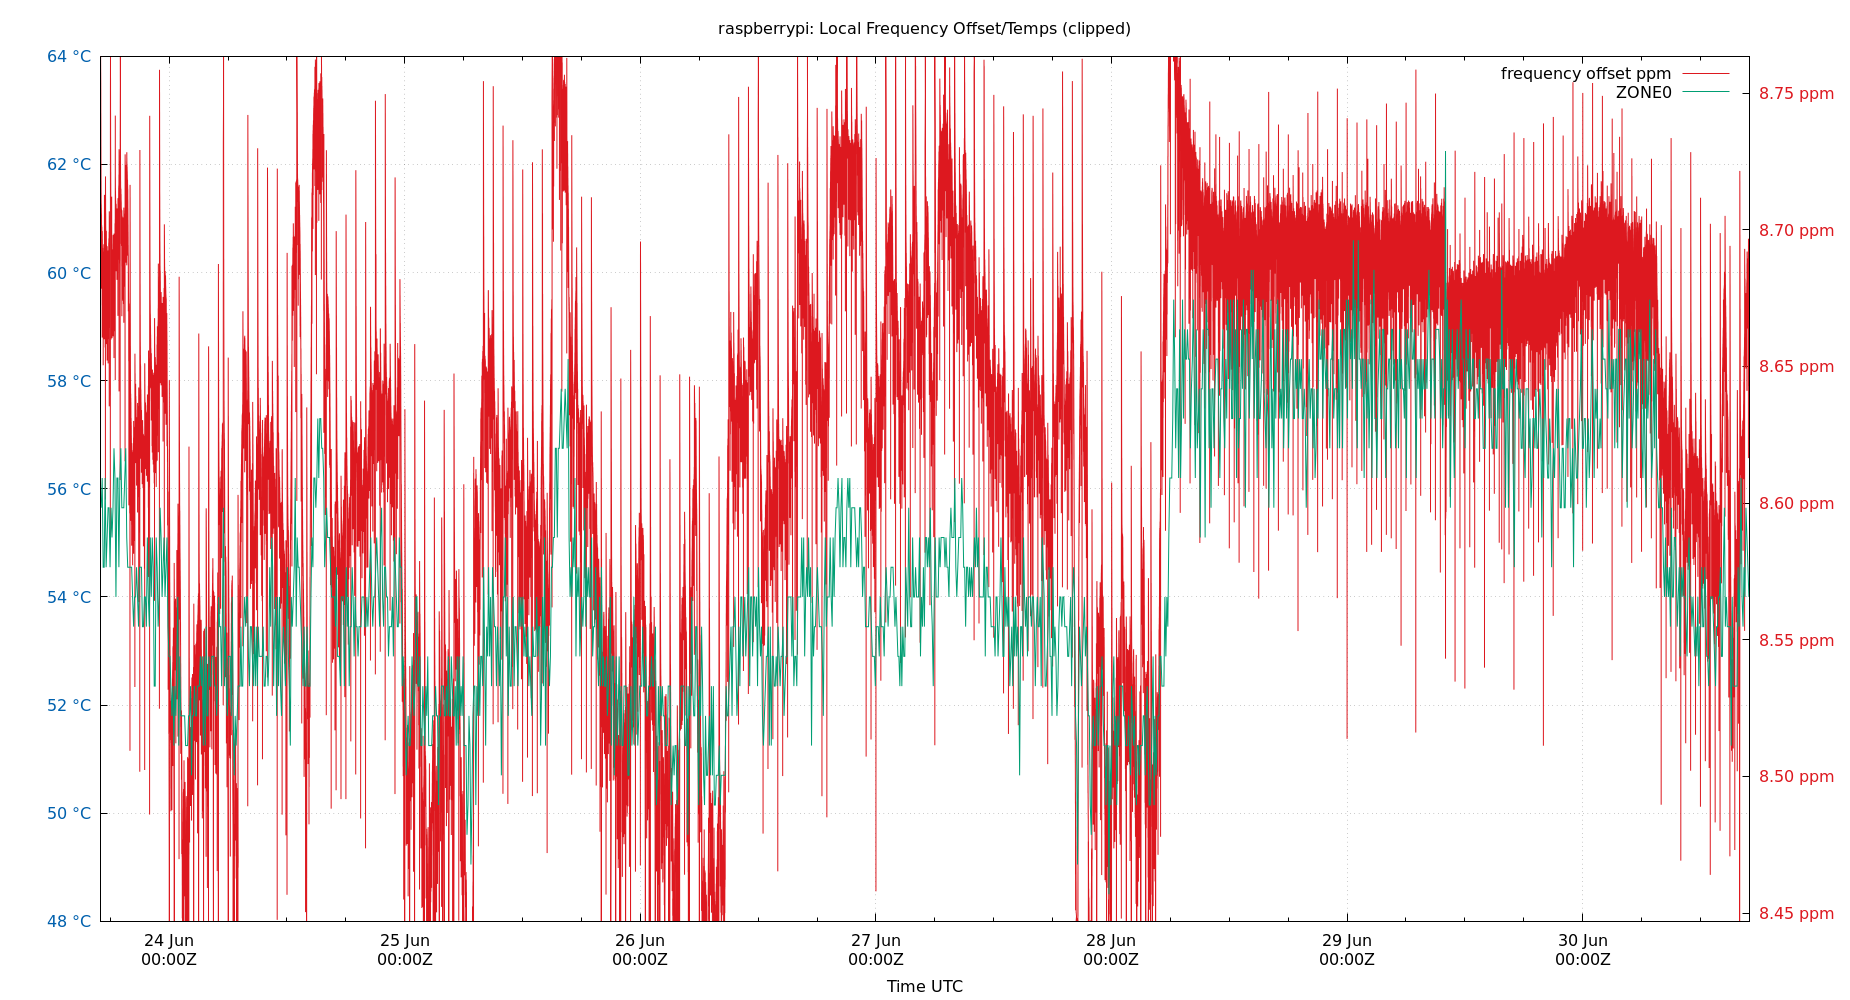 raspberrypi: Local Frequency Offset/Temps (clipped)
frequency offset ppm
ZONE0
64 °C
62 °C
60 °C
58 °C
56 °C
54 °C
52 °C
50 °C
48 °C
8.75 ppm
8.70 ppm
8.65 ppm
8.60 ppm
8.55 ppm
8.50 ppm
8.45 ppm
24 Jun
00:00Z
25 Jun
00:00Z
26 Jun
00:00Z
27 Jun
00:00Z
28 Jun
00:00Z
29 Jun
00:00Z
30 Jun
00:00Z
Time UTC